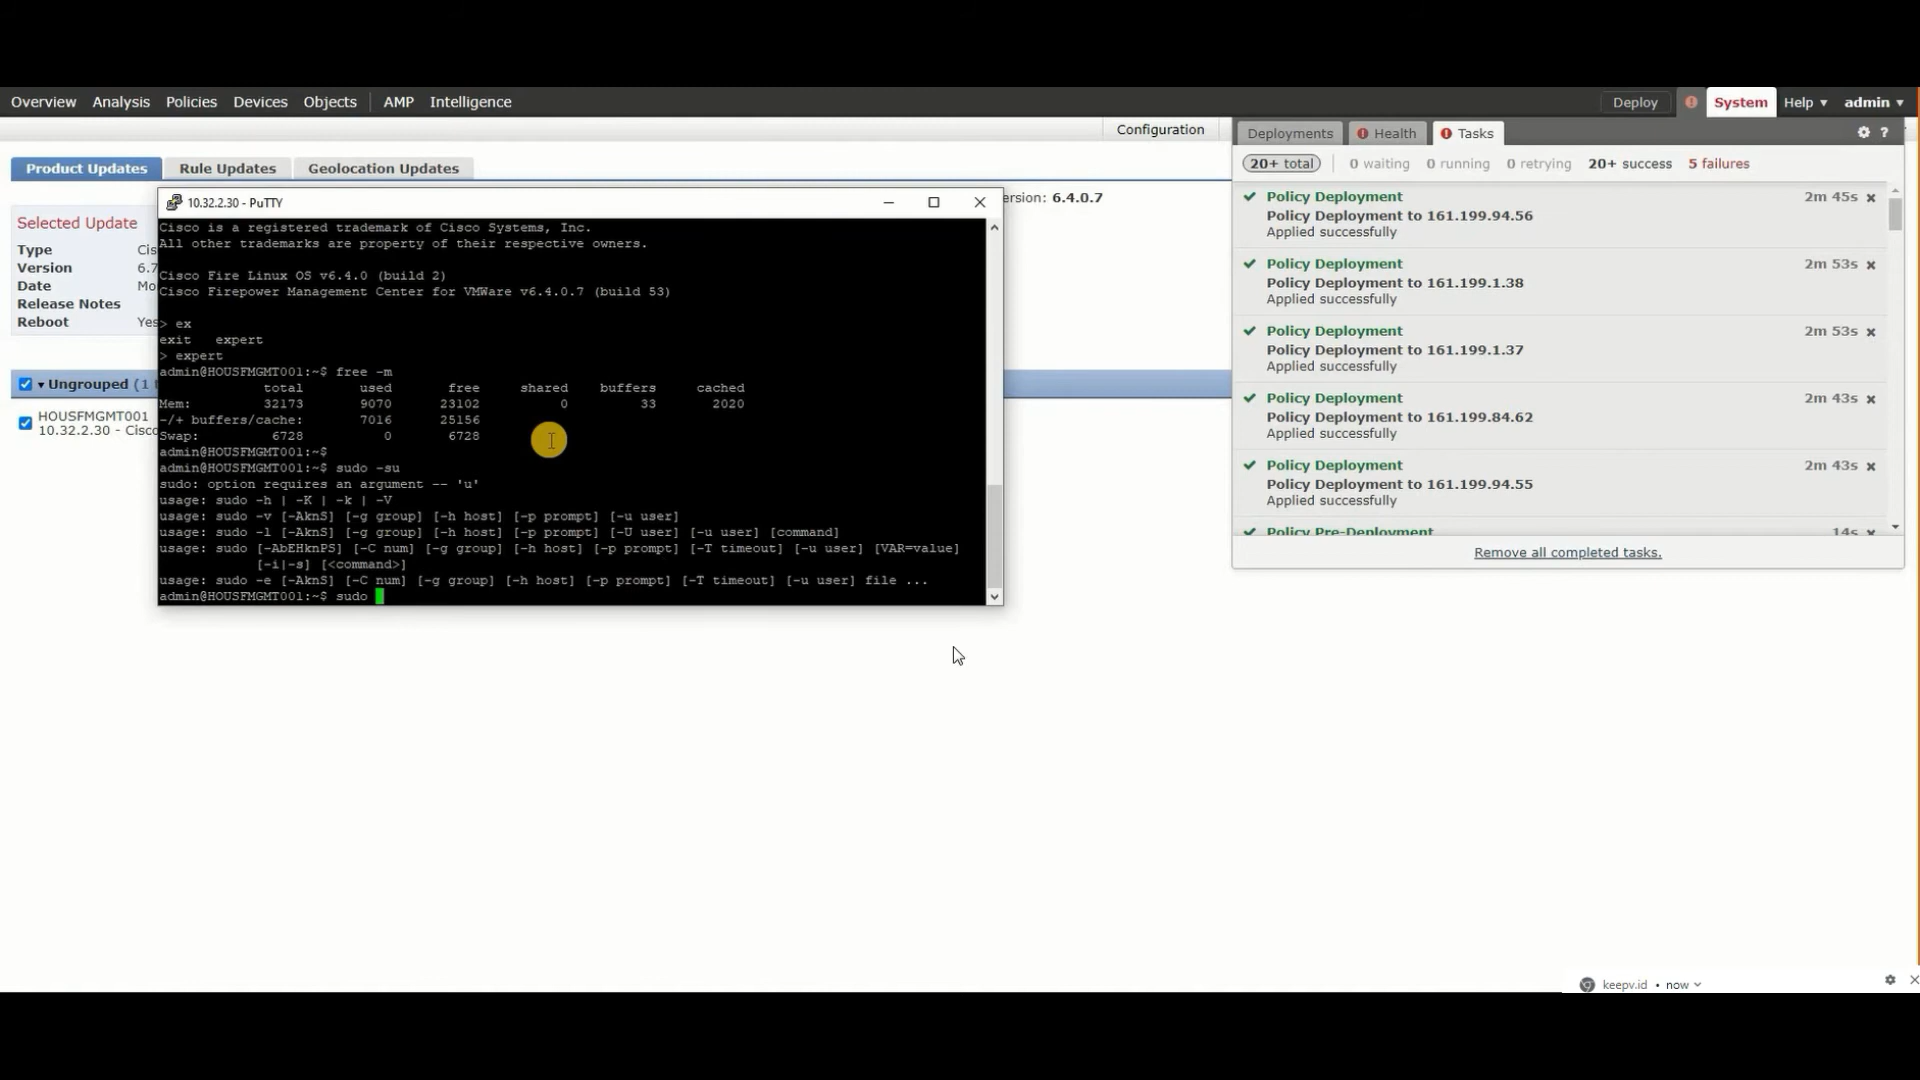 Overview Analysis Policies Devices Objects AMP Intelligence Deploy System Help admin
Configuration
Deployments Health Tasks
20+ total 0 waiting 0 running 0 retrying 20+ success 5 failures
Product Updates Rule Updates Geolocation Updates
ersion: 6.4.0.7
Selected Update
Type Cis
Version 6.7
Date Mo
Release Notes
Reboot Yes
Ungrouped (1 t
HOUSFMGMT001
10.32.2.30 - Cisco
10.32.2.30 - PuTTY
Cisco is a registered trademark of Cisco Systems, Inc.
All other trademarks are property of their respective owners.
Cisco Fire Linux OS v6.4.0 (build 2)
Cisco Firepower Management Center for VMWare v6.4.0.7 (build 53)
> ex
exit expert
> expert
admin@HOUSFMGMT001:~$ free -m
total used free shared buffers cached
Mem: 32173 9070 23102 0 33 2020
-/+ buffers/cache: 7016 25156
Swap: 6728 0 6728
admin@HOUSFMGMT001:~$
admin@HOUSFMGMT001:~$ sudo -su
sudo: option requires an argument -- 'u'
usage: sudo -h | -K | -k | -V
usage: sudo -v [-AknS] [-g group] [-h host] [-p prompt] [-u user]
usage: sudo -l [-AknS] [-g group] [-h host] [-p prompt] [-U user] [-u user] [command]
usage: sudo [-AbEHknPS] [-C num] [-g group] [-h host] [-p prompt] [-T timeout] [-u user] [VAR=value]
[-i|-s] [<command>]
usage: sudo -e [-AknS] [-C num] [-g group] [-h host] [-p prompt] [-T timeout] [-u user] file ...
admin@HOUSFMGMT001:~$ sudo
Policy Deployment 2m 45s
Policy Deployment to 161.199.94.56
Applied successfully
Policy Deployment 2m 53s
Policy Deployment to 161.199.1.38
Applied successfully
Policy Deployment 2m 53s
Policy Deployment to 161.199.1.37
Applied successfully
Policy Deployment 2m 43s
Policy Deployment to 161.199.84.62
Applied successfully
Policy Deployment 2m 43s
Policy Deployment to 161.199.94.55
Applied successfully
Policy Pre-Deployment 14s
Remove all completed tasks.
keepv.id • now